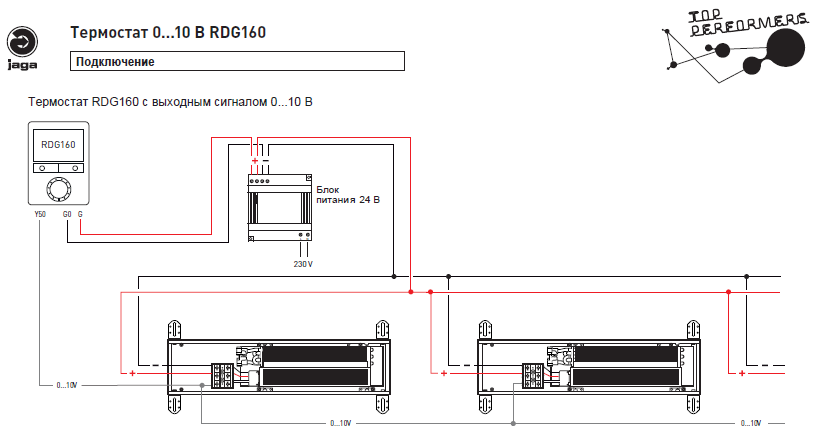 Термостат 0...10 В RDG160
TOP
PERFORMERS
jaga
Подключение
Термостат RDG160 с выходным сигналом 0...10 В
RDG160
+ −
Блок
питания 24 В
Y50 G0 G
230 V
− − −
+ + +
0...10V
0...10V 0...10V